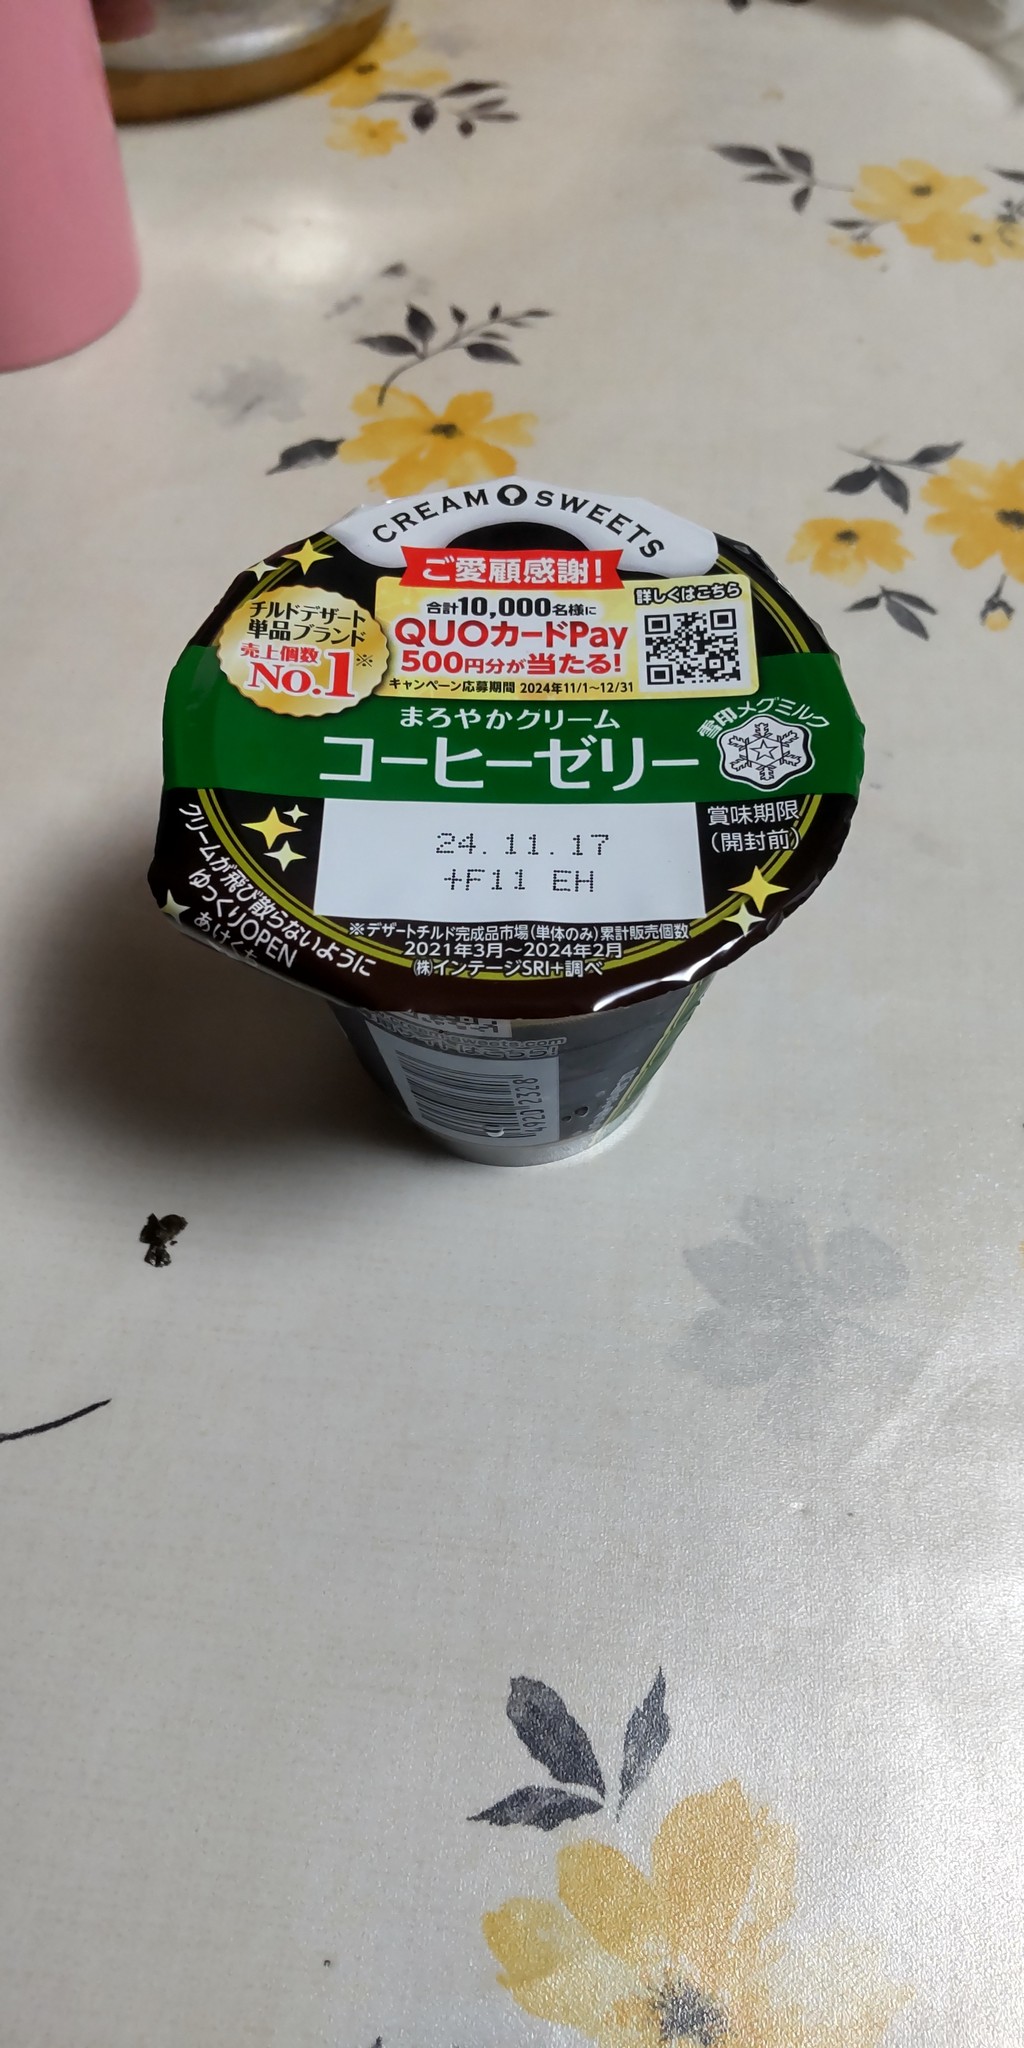 CREAM SWEETS
ご愛顧感謝!
詳しくはこちら
合計10,000名様に
QUOカードPay
500円分が当たる!
キャンペーン応募期間 2024年11/1~12/31
チルドデザート
単品ブランド
売上個数
No.1※
まろやかクリーム
コーヒーゼリー
雪印メグミルク
24.11.17
+F11 EH
賞味期限
(開封前)
クリームが飛び散らないように
ゆっくりOPEN
※デザートチルド完成品市場(単体のみ)累計販売個数
2021年3月~2024年2月
(株)インテージSRI+調べ
4920 2328